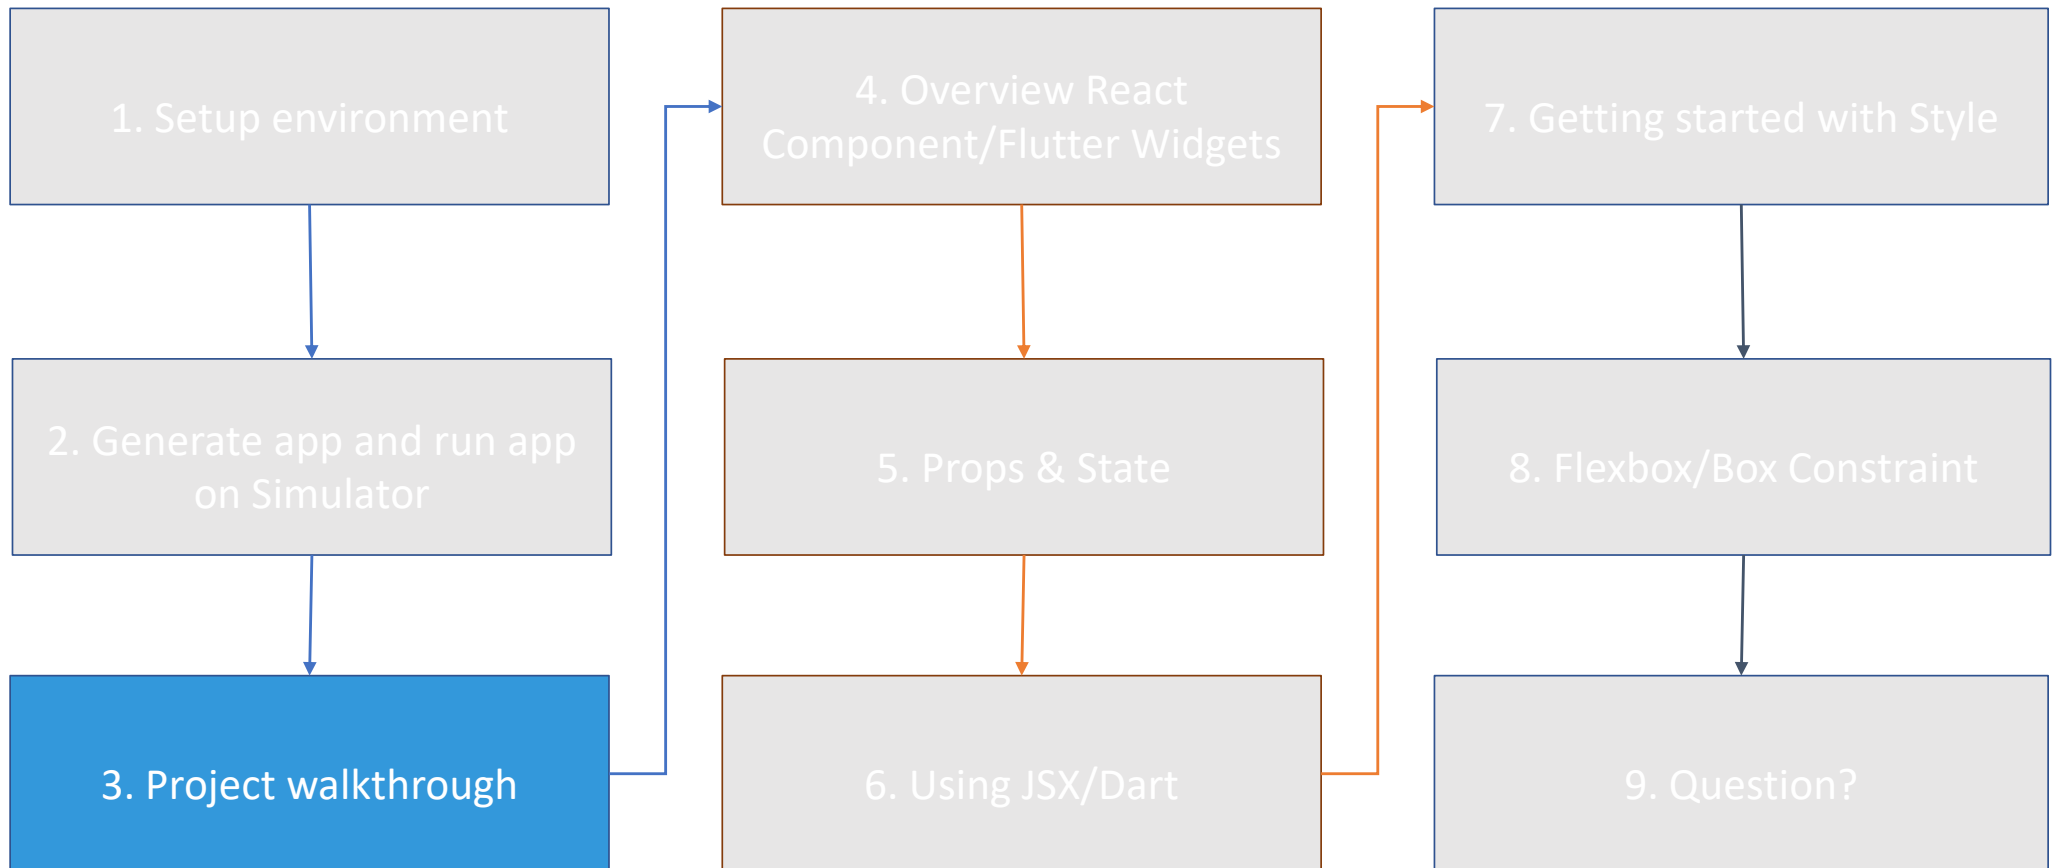 1. Setup environment
2. Generate app and run app
on Simulator
3. Project walkthrough
4. Overview React
Component/Flutter Widgets
5. Props & State
6. Using JSX/Dart
7. Getting started with Style
8. Flexbox/Box Constraint
9. Question?